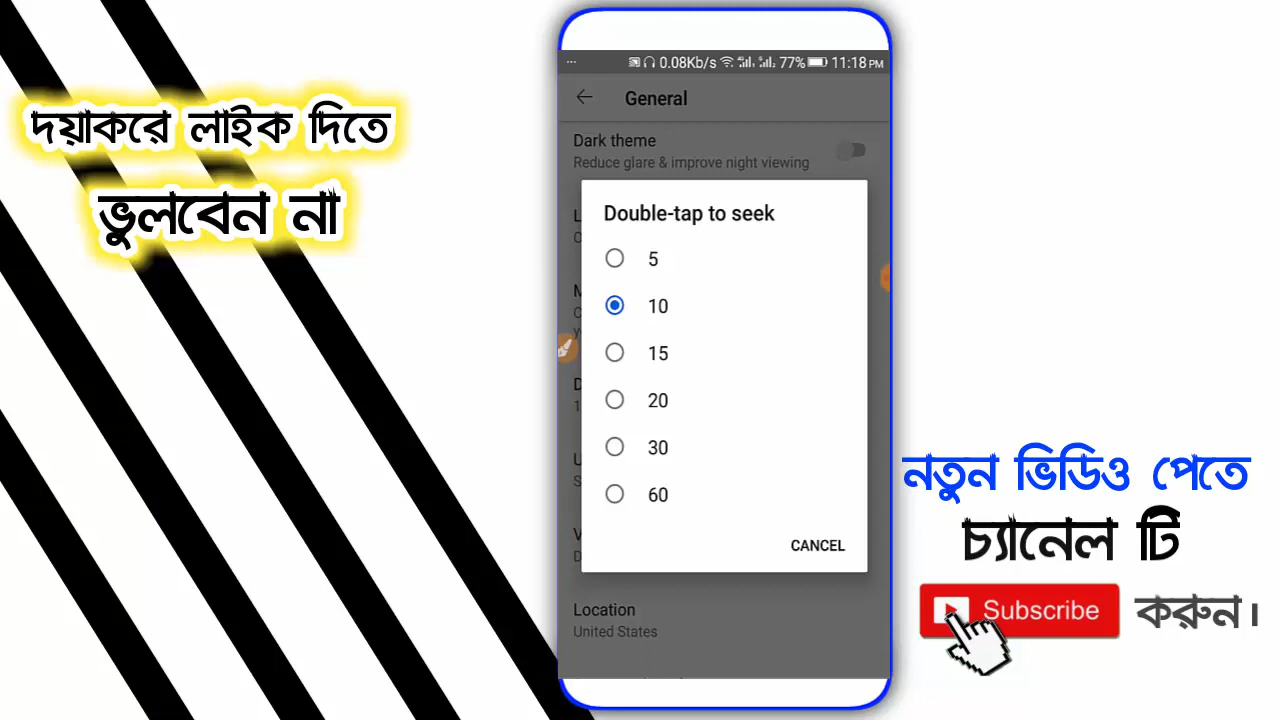 দয়াকরে লাইক দিতে
ভুলবেন না
... 0.08Kb/s 77% 11:18 PM
General
Dark theme
Reduce glare & improve night viewing
Double-tap to seek
5
10
15
20
30
60
CANCEL
Location
United States
নতুন ভিডিও পেতে
চ্যানেল টি
Subscribe করুন।